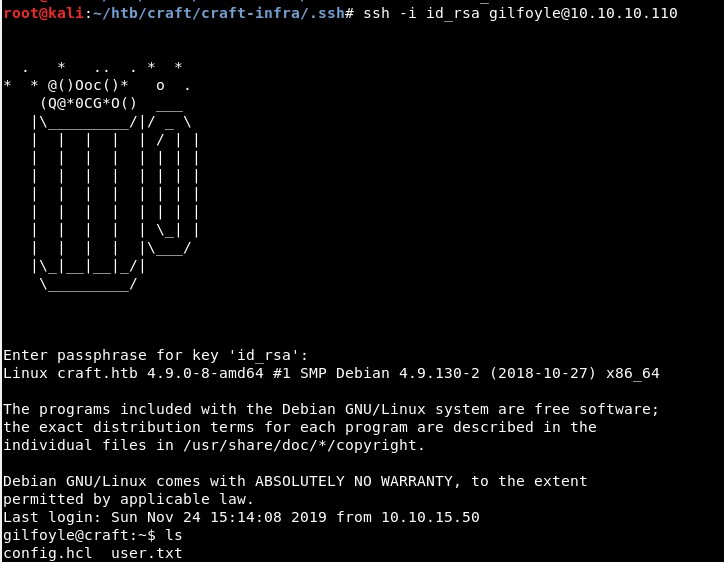 root@kali:~/htb/craft/craft-infra/.ssh# ssh -i id_rsa gilfoyle@10.10.10.110
  .   *   ..  . *  *
*  * @()Ooc()*   o  .
    (Q@*0CG*O()  ___
   |\_________/|/ _ \
   |  |  |  |  | / | |
   |  |  |  |  | | | |
   |  |  |  |  | | | |
   |  |  |  |  | | | |
   |  |  |  |  | | | |
   |  |  |  |  | \_| |
   |  |  |  |  |\___/
   |\_|__|__|_/|
    \_________/
Enter passphrase for key 'id_rsa':
Linux craft.htb 4.9.0-8-amd64 #1 SMP Debian 4.9.130-2 (2018-10-27) x86_64
The programs included with the Debian GNU/Linux system are free software;
the exact distribution terms for each program are described in the
individual files in /usr/share/doc/*/copyright.
Debian GNU/Linux comes with ABSOLUTELY NO WARRANTY, to the extent
permitted by applicable law.
Last login: Sun Nov 24 15:14:08 2019 from 10.10.15.50
gilfoyle@craft:~$ ls
config.hcl  user.txt